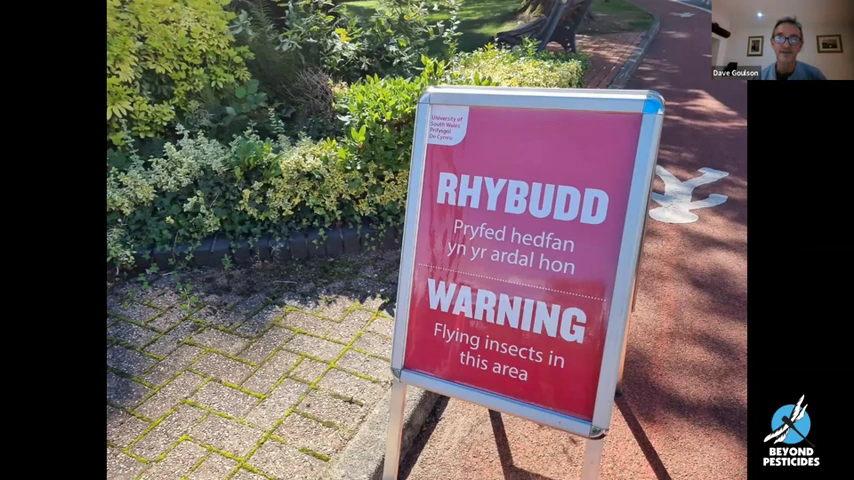 Dave Goulson
University of
South Wales
Prifysgol
De Cymru
RHYBUDD
Pryfed hedfan
yn yr ardal hon
WARNING
Flying insects in
this area
BEYOND
PESTICIDES